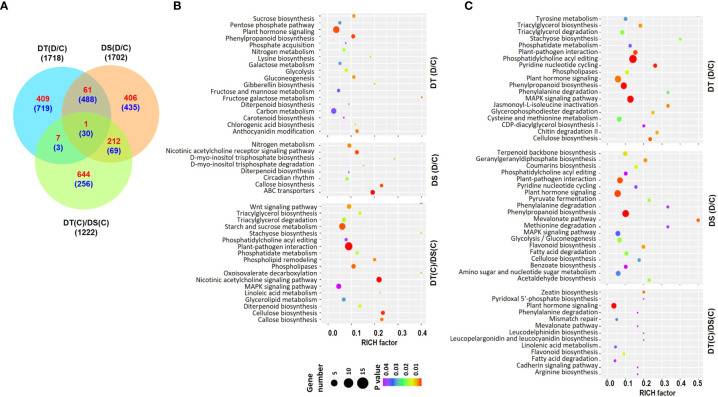 A
DT(D/C)
(1718)
DS(D/C)
(1702)
409
(719)
61
(488)
406
(435)
1
(30)
7
(3)
212
(69)
644
(256)
DT(C)/DS(C)
(1222)
B
Sucrose biosynthesis
Pentose phosphate pathway
Plant hormone signaling
Phenylpropanoid biosynthesis
Phosphate acquisition
Nitrogen metabolism
Lysine biosynthesis
Galactose metabolism
Glycolysis
Gluconeogenesis
Gibberellin biosynthesis
Fructose and mannose metabolism
Fructose galactose metabolism
Diterpenoid biosynthesis
Carbon metabolism
Carotenoid biosynthesis
Chlorogenic acid biosynthesis
Anthocyanidin modification
DT (D/C)
Nitrogen metabolism
Nicotinic acetylcholine receptor signaling pathway
D-myo-inositol trisphosphate biosynthesis
D-myo-inositol trisphosphate degradation
Diterpenoid biosynthesis
Circadian rhythm
Callose biosynthesis
ABC transporters
DS (D/C)
Wnt signaling pathway
Triacylglycerol biosynthesis
Triacylglycerol degradation
Starch and sucrose metabolism
Stachyose biosynthesis
Phosphatidylcholine acyl editing
Plant-pathogen interaction
Phosphatidate metabolism
Phospholipid remodeling
Phospholipases
Oxoisovalerate decarboxylation
Nicotinic acetylcholine signaling pathway
MAPK signaling pathway
Linoleic acid metabolism
Glycerolipid metabolism
Diterpenoid biosynthesis
Cellulose biosynthesis
Callose biosynthesis
DT(C)/DS(C)
0.0 0.1 0.2 0.3 0.4
RICH factor
Gene number
5 10 15
P value
0.04 0.03 0.02 0.01
C
Tyrosine metabolism
Triacylglycerol biosynthesis
Triacylglycerol degradation
Stachyose biosynthesis
Phosphatidate metabolism
Plant-pathogen interaction
Phosphatidylcholine acyl editing
Pyridine nucleotide cycling
Phospholipases
Plant hormone signaling
Phenylpropanoid biosynthesis
Phenylalanine degradation
MAPK signaling pathway
Jasmonoyl-L-isoleucine inactivation
Glycerophosphodiester degradation
Cysteine and methionine metabolism
CDP-diacylglycerol biosynthesis I
Chitin degradation II
Cellulose biosynthesis
DT (D/C)
Terpenoid backbone biosynthesis
Geranylgeranyldiphosphate biosynthesis
Coumarins biosynthesis
Phosphatidylcholine acyl editing
Plant-pathogen interaction
Pyridine nucleotide cycling
Plant hormone signaling
Pyruvate fermentation
Phenylalanine degradation
Phenylpropanoid biosynthesis
Mevalonate pathway
Methionine degradation
MAPK signaling pathway
Glycolysis / Gluconeogenesis
Flavonoid biosynthesis
Fatty acid degradation
Cellulose biosynthesis
Benzoate biosynthesis
Amino sugar and nucleotide sugar metabolism
Acetaldehyde biosynthesis
DS (D/C)
Zeatin biosynthesis
Pyridoxal 5'-phosphate biosynthesis
Plant hormone signaling
Phenylalanine degradation
Mismatch repair
Mevalonate pathway
Leucodelphinidin biosynthesis
Leucopelargonidin and leucocyanidin biosynthesis
Linolenic acid metabolism
Flavonoid biosynthesis
Fatty acid degradation
Cadherin signaling pathway
Arginine biosynthesis
DT(C)/DS(C)
0.0 0.1 0.2 0.3 0.4 0.5
RICH factor